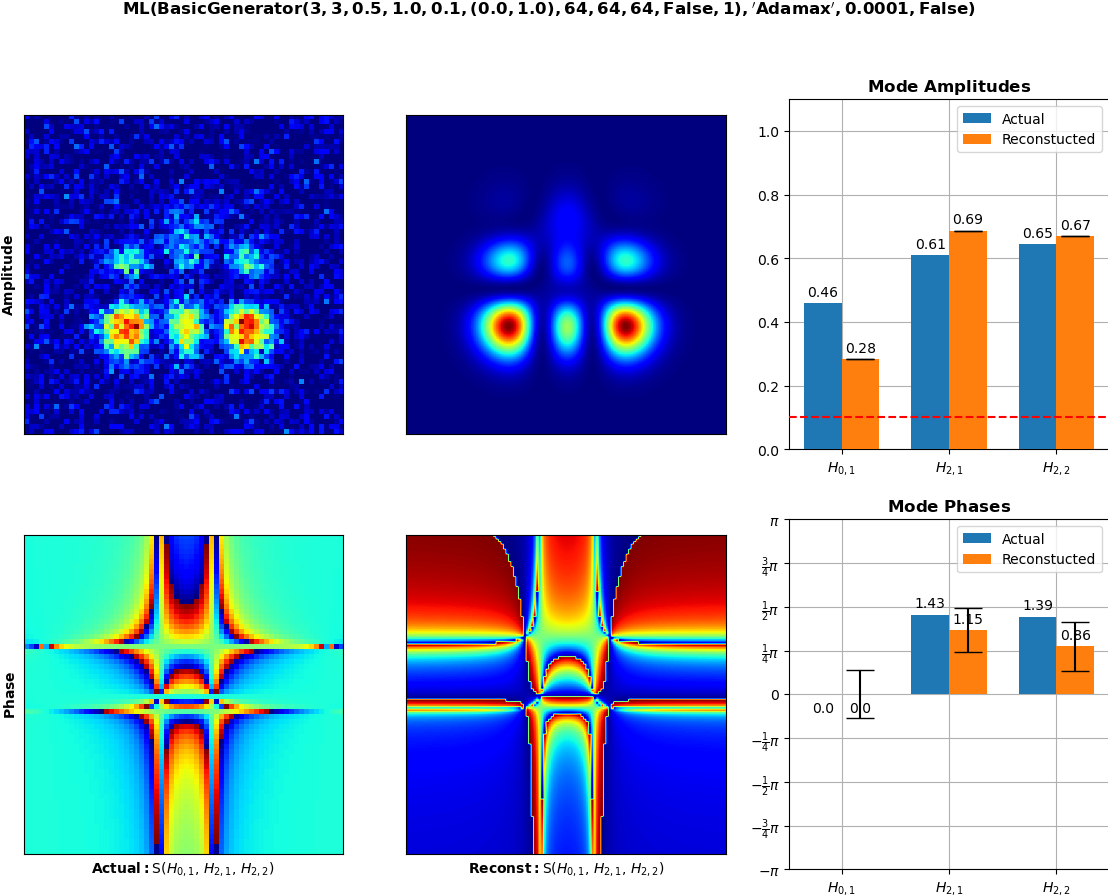 ML(BasicGenerator(3, 3, 0.5, 1.0, 0.1, (0.0, 1.0), 64, 64, 64, False, 1), ′Adamax′, 0.0001, False)
Amplitude
Mode Amplitudes
Actual
Reconstucted
1.0
0.8
0.6
0.4
0.2
0.0
0.46
0.28
0.61
0.69
0.65
0.67
H0, 1
H2, 1
H2, 2
Phase
Actual: S(H0, 1, H2, 1, H2, 2)
Reconst: S(H0, 1, H2, 1, H2, 2)
Mode Phases
Actual
Reconstucted
π
3/4π
1/2π
1/4π
0
−1/4π
−1/2π
−3/4π
−π
0.0
0.0
1.43
1.15
1.39
0.86
H0, 1
H2, 1
H2, 2